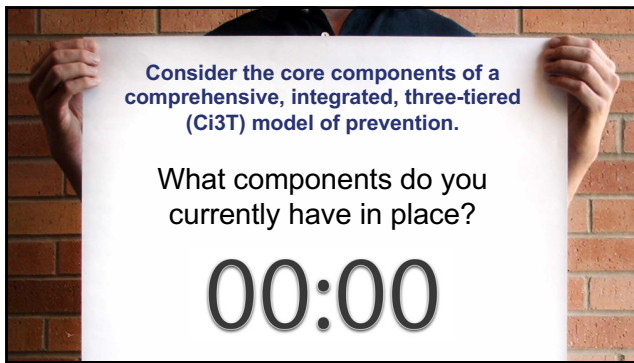 Consider the core components of a
comprehensive, integrated, three-tiered
(Ci3T) model of prevention.
What components do you
currently have in place?
00:00